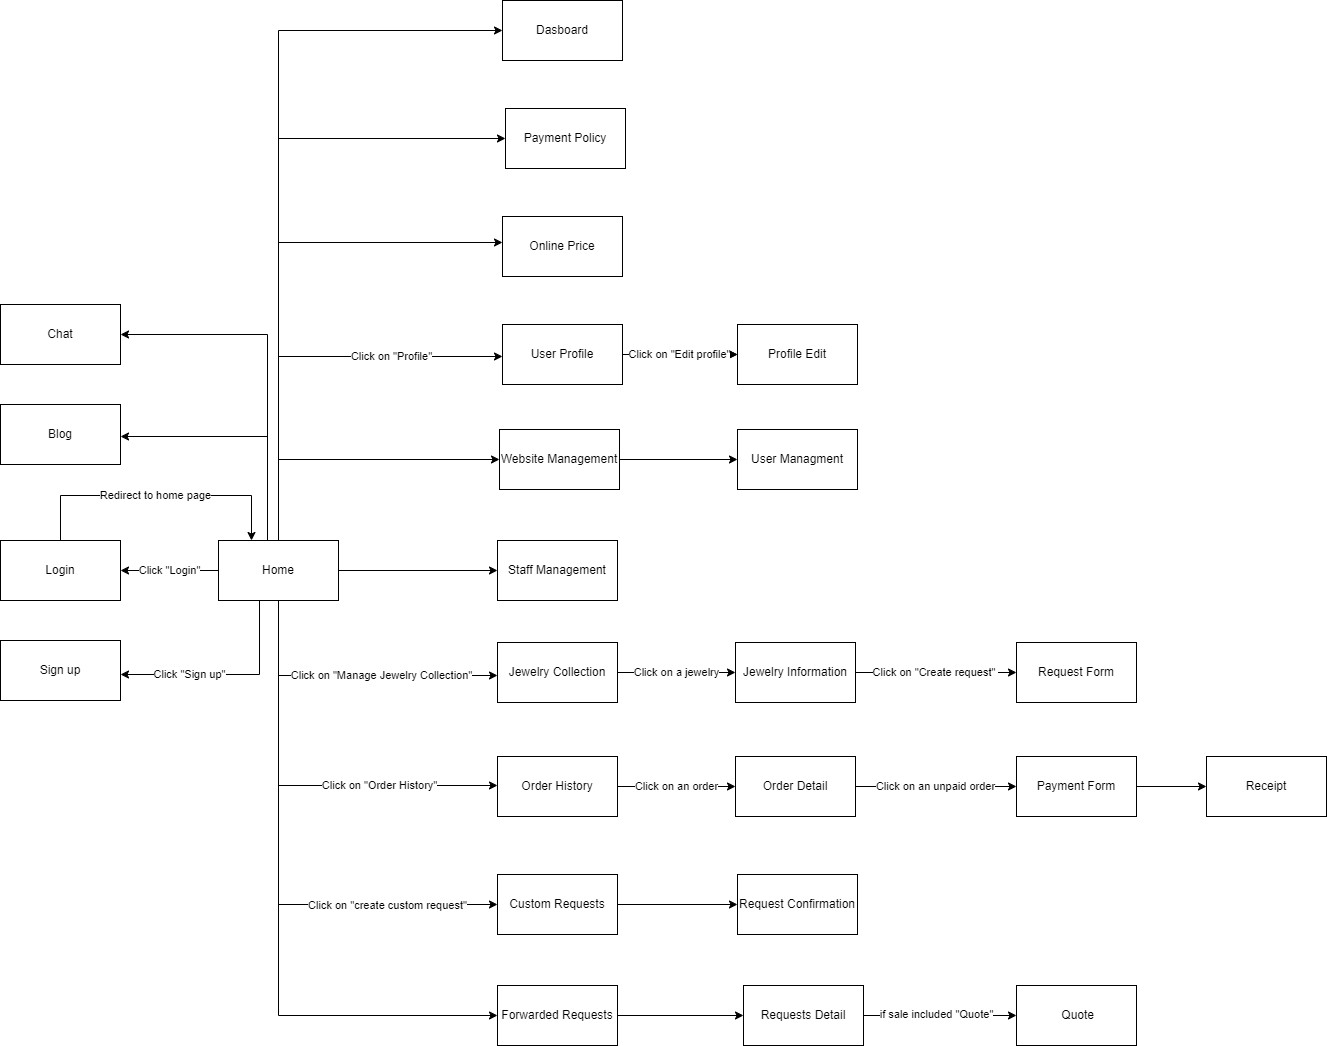 Dasboard
Payment Policy
Online Price
Chat
Click on "Profile"
User Profile
Click on "Edit profile"
Profile Edit
Blog
Website Management
User Managment
Redirect to home page
Login
Click "Login"
Home
Staff Management
Sign up
Click "Sign up"
Click on "Manage Jewelry Collection"
Jewelry Collection
Click on a jewelry
Jewelry Information
Click on "Create request"
Request Form
Click on "Order History"
Order History
Click on an order
Order Detail
Click on an unpaid order
Payment Form
Receipt
Click on "create custom request"
Custom Requests
Request Confirmation
Forwarded Requests
Requests Detail
if sale included "Quote"
Quote